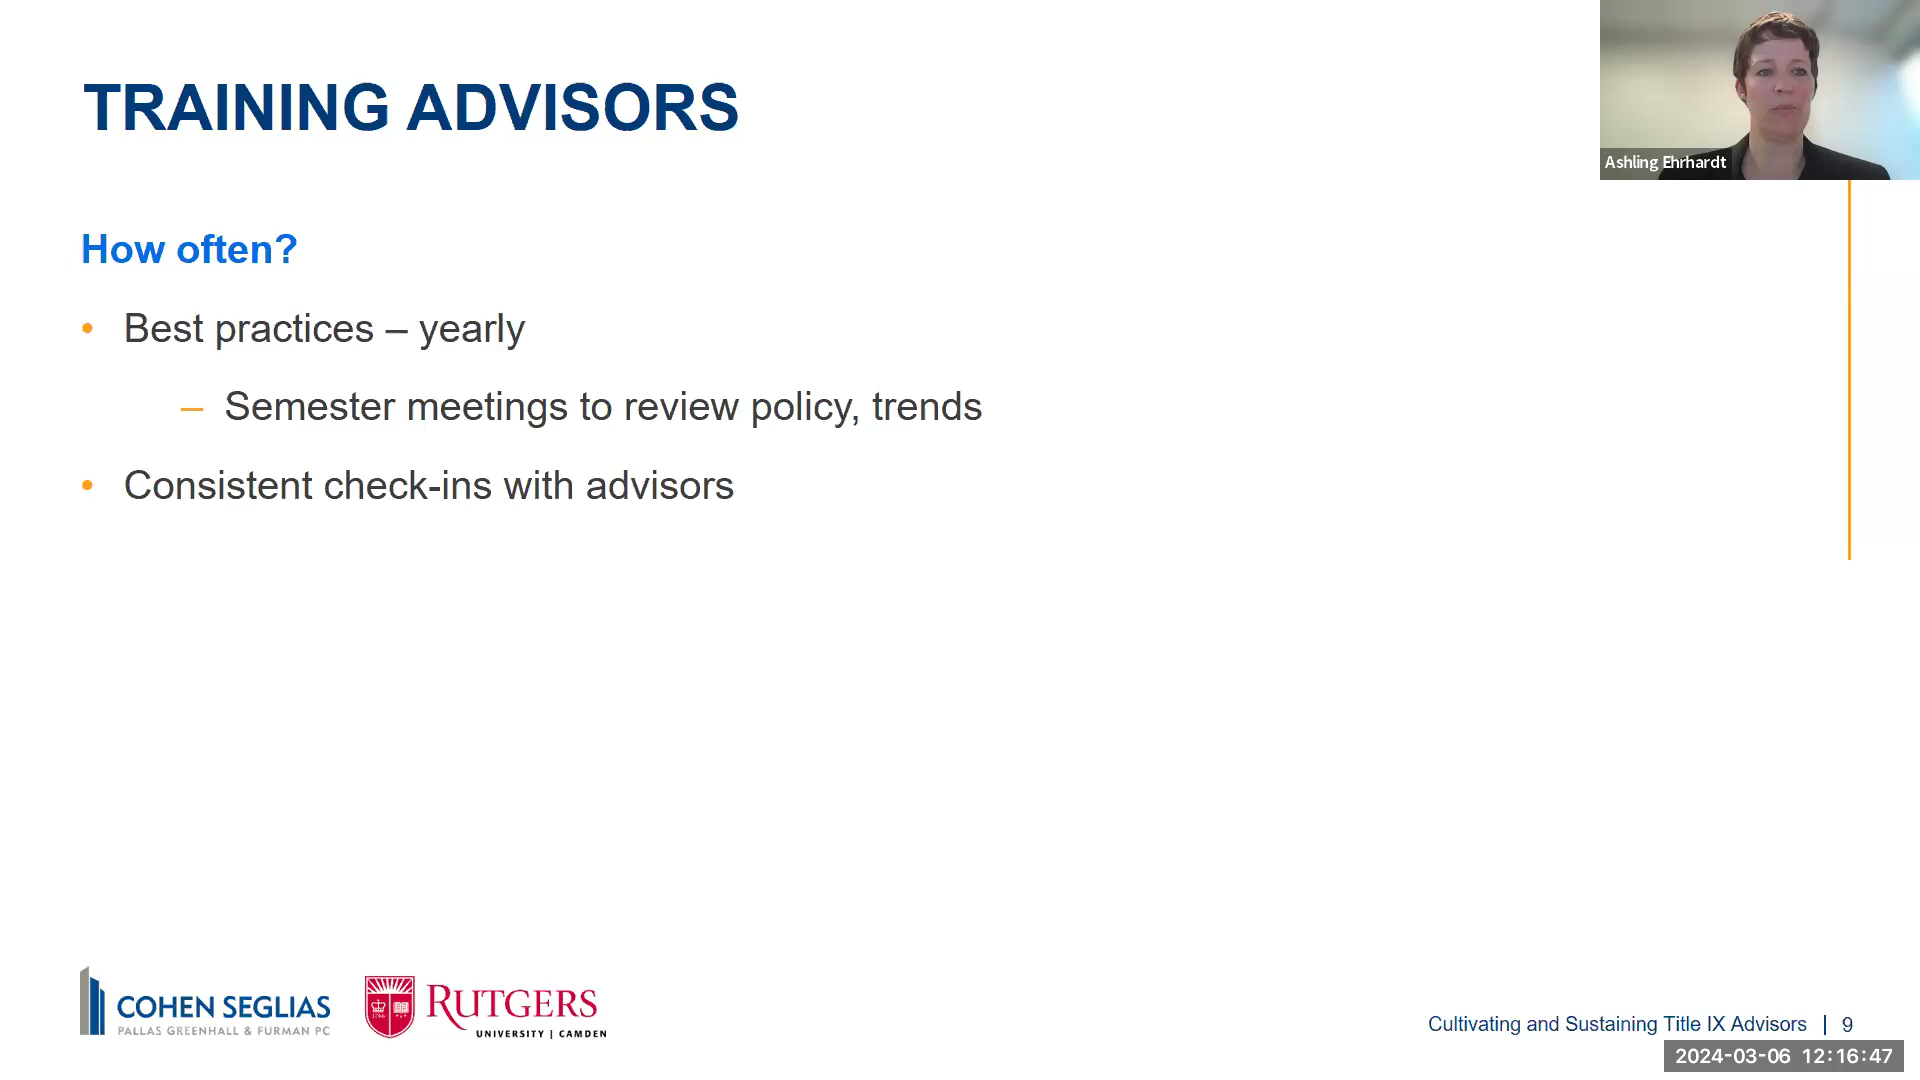 TRAINING ADVISORS
Ashling Ehrhardt
How often?
• Best practices – yearly
– Semester meetings to review policy, trends
• Consistent check-ins with advisors
COHEN SEGLIAS
PALLAS GREENHALL & FURMAN PC
1766
RUTGERS
UNIVERSITY | CAMDEN
Cultivating and Sustaining Title IX Advisors | 9
2024-03-06 12:16:47